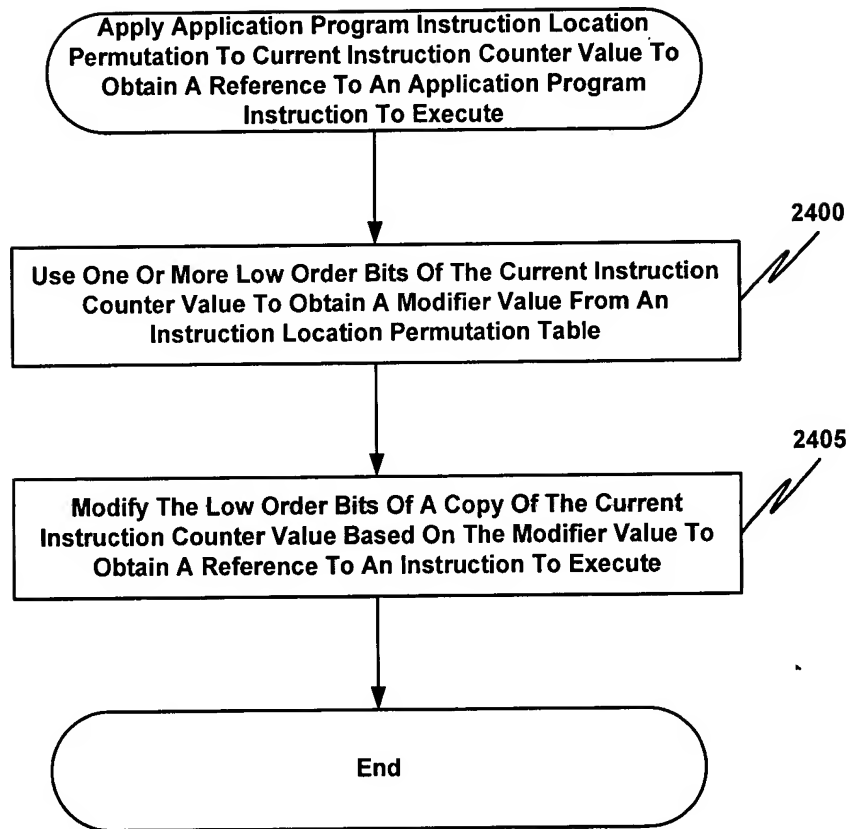 Apply Application Program Instruction Location
Permutation To Current Instruction Counter Value To
Obtain A Reference To An Application Program
Instruction To Execute
2400
Use One Or More Low Order Bits Of The Current Instruction
Counter Value To Obtain A Modifier Value From An
Instruction Location Permutation Table
2405
Modify The Low Order Bits Of A Copy Of The Current
Instruction Counter Value Based On The Modifier Value To
Obtain A Reference To An Instruction To Execute
End